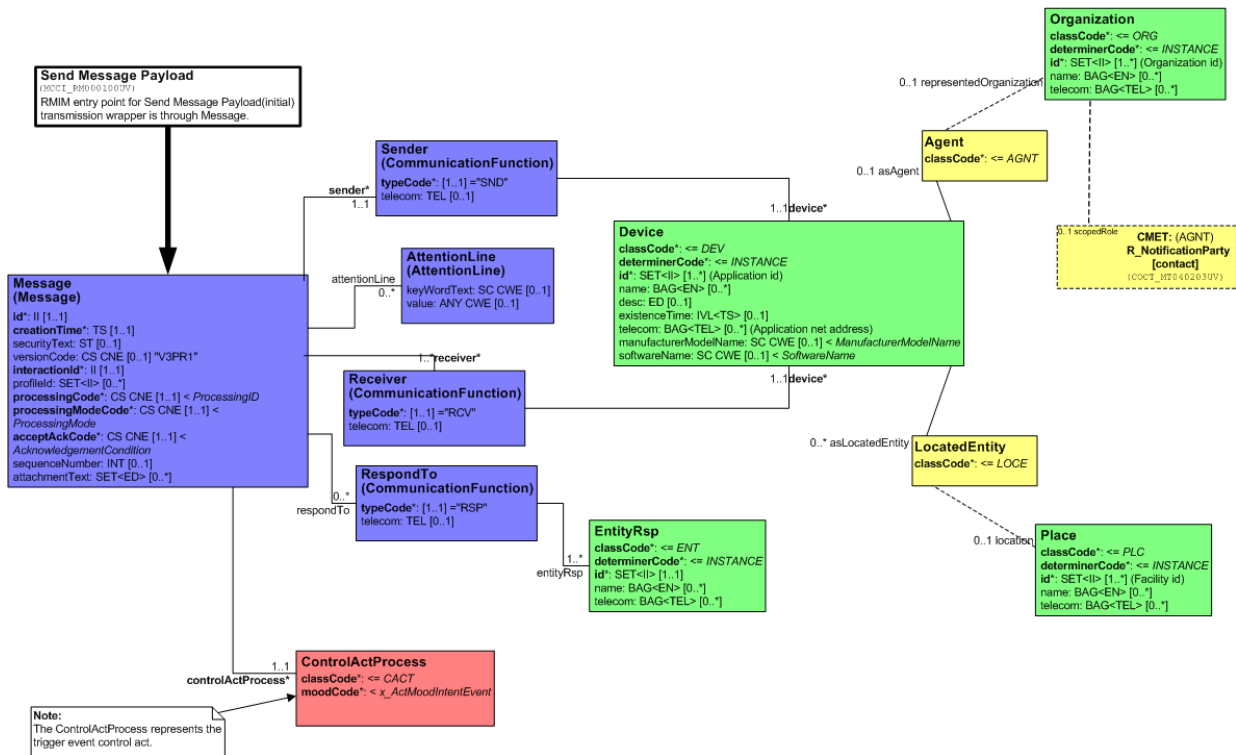 Send Message Payload
(MCCI_RM000100UV)
RMIM entry point for Send Message Payload(initial)
transmission wrapper is through Message.
Message
(Message)
id*: II [1..1]
creationTime*: TS [1..1]
securityText: ST [0..1]
versionCode: CS CNE [0..1] "V3PR1"
interactionId*: II [1..1]
profileId: SET<II> [0..*]
processingCode*: CS CNE [1..1] < ProcessingID
processingModeCode*: CS CNE [1..1] <
ProcessingMode
acceptAckCode*: CS CNE [1..1] <
AcknowledgementCondition
sequenceNumber: INT [0..1]
attachmentText: SET<ED> [0..*]
sender*
1..1
Sender
(CommunicationFunction)
typeCode*: [1..1] ="SND"
telecom: TEL [0..1]
attentionLine
0..*
AttentionLine
(AttentionLine)
keyWordText: SC CWE [0..1]
value: ANY CWE [0..1]
1..*receiver*
Receiver
(CommunicationFunction)
typeCode*: [1..1] ="RCV"
telecom: TEL [0..1]
0..*
respondTo
RespondTo
(CommunicationFunction)
typeCode*: [1..1] ="RSP"
telecom: TEL [0..1]
1..*
entityRsp
EntityRsp
classCode*: <= ENT
determinerCode*: <= INSTANCE
id*: SET<II> [1..1]
name: BAG<EN> [0..*]
telecom: BAG<TEL> [0..*]
1..1device*
Device
classCode*: <= DEV
determinerCode*: <= INSTANCE
id*: SET<II> [1..*] (Application id)
name: BAG<EN> [0..*]
desc: ED [0..1]
existenceTime: IVL<TS> [0..1]
telecom: BAG<TEL> [0..*] (Application net address)
manufacturerModelName: SC CWE [0..1] < ManufacturerModelName
softwareName: SC CWE [0..1] < SoftwareName
1..1device*
0..1 asAgent
Agent
classCode*: <= AGNT
0..1 representedOrganization
Organization
classCode*: <= ORG
determinerCode*: <= INSTANCE
id*: SET<II> [1..*] (Organization id)
name: BAG<EN> [0..*]
telecom: BAG<TEL> [0..*]
0..1 scopedRole
CMET: (AGNT)
R_NotificationParty
[contact]
(COCT_MT040203UV)
0..* asLocatedEntity
LocatedEntity
classCode*: <= LOCE
0..1 location
Place
classCode*: <= PLC
determinerCode*: <= INSTANCE
id*: SET<II> [1..*] (Facility id)
name: BAG<EN> [0..*]
telecom: BAG<TEL> [0..*]
1..1
controlActProcess*
ControlActProcess
classCode*: <= CACT
moodCode*: < x_ActMoodIntentEvent
Note:
The ControlActProcess represents the
trigger event control act.